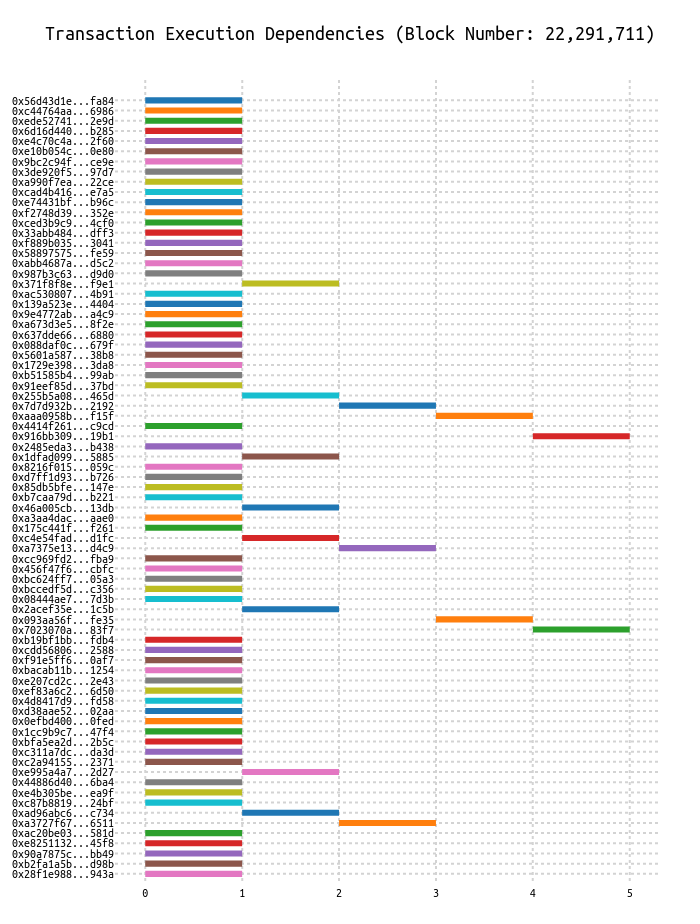 Transaction Execution Dependencies (Block Number: 22,291,711)
0x56d43d1e...fa84
0xc44764aa...6986
0xede52741...2e9d
0x6d16d440...b285
0xe4c70c4a...2f60
0xe10b054c...0e80
0x9bc2c94f...ce9e
0x3de920f5...97d7
0xa990f7ea...22ce
0xcad4b416...e7a5
0xe74431bf...b96c
0xf2748d39...352e
0xced3b9c9...4cf0
0x33abb484...dff3
0xf889b035...3041
0x58897575...fe59
0xabb4687a...d5c2
0x987b3c63...d9d0
0x371f8f8e...f9e1
0xac530807...4b91
0x139a523e...4404
0x9e4772ab...a4c9
0xa673d3e5...8f2e
0x637dde66...6880
0x088daf0c...679f
0x5601a587...38b8
0x1729e398...3da8
0xb51585b4...99ab
0x91eef85d...37bd
0x255b5a08...465d
0x7d7d932b...2192
0xaaa0958b...f15f
0x4414f261...c9cd
0x916bb309...19b1
0x2485eda3...b438
0x1dfad099...5885
0x8216f015...059c
0xd7ff1d93...b726
0x85db5bfe...147e
0xb7caa79d...b221
0x46a005cb...13db
0xa3aa4dac...aae0
0x175c441f...f261
0xc4e54fad...d1fc
0xa7375e13...d4c9
0xcc969fd2...fba9
0x456f47f6...cbfc
0xbc624ff7...05a3
0xbccedf5d...c356
0x08444ae7...7d3b
0x2acef35e...1c5b
0x093aa56f...fe35
0x7023070a...83f7
0xb19bf1bb...fdb4
0xcdd56806...2588
0xf91e5ff6...0af7
0xbacab11b...1254
0xe207cd2c...2e43
0xef83a6c2...6d50
0x4d8417d9...fd58
0xd38aae52...02aa
0x0efbd400...0fed
0x1cc9b9c7...47f4
0xbfa5ea2d...2b5c
0xc311a7dc...da3d
0xc2a94155...2371
0xe995a4a7...2d27
0x44886d40...6ba4
0xe4b305be...ea9f
0xc87b8819...24bf
0xad96abc6...c734
0xa3727f67...6511
0xac20be03...581d
0xe8251132...45f8
0x90a7875c...bb49
0xb2fa1a5b...d98b
0x28f1e988...943a
0 1 2 3 4 5